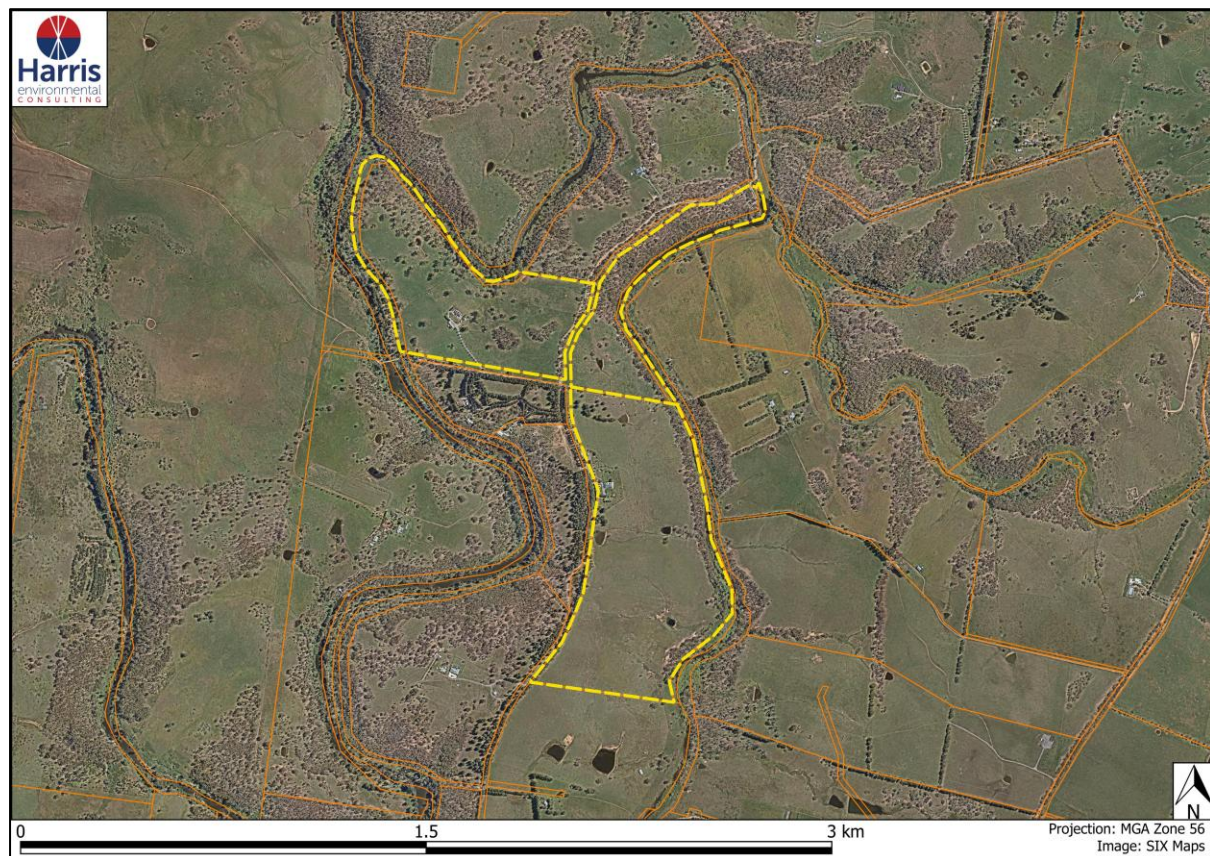 Harris
environmental
CONSULTING
N
0 1.5 3 km
Projection: MGA Zone 56
Image: SIX Maps